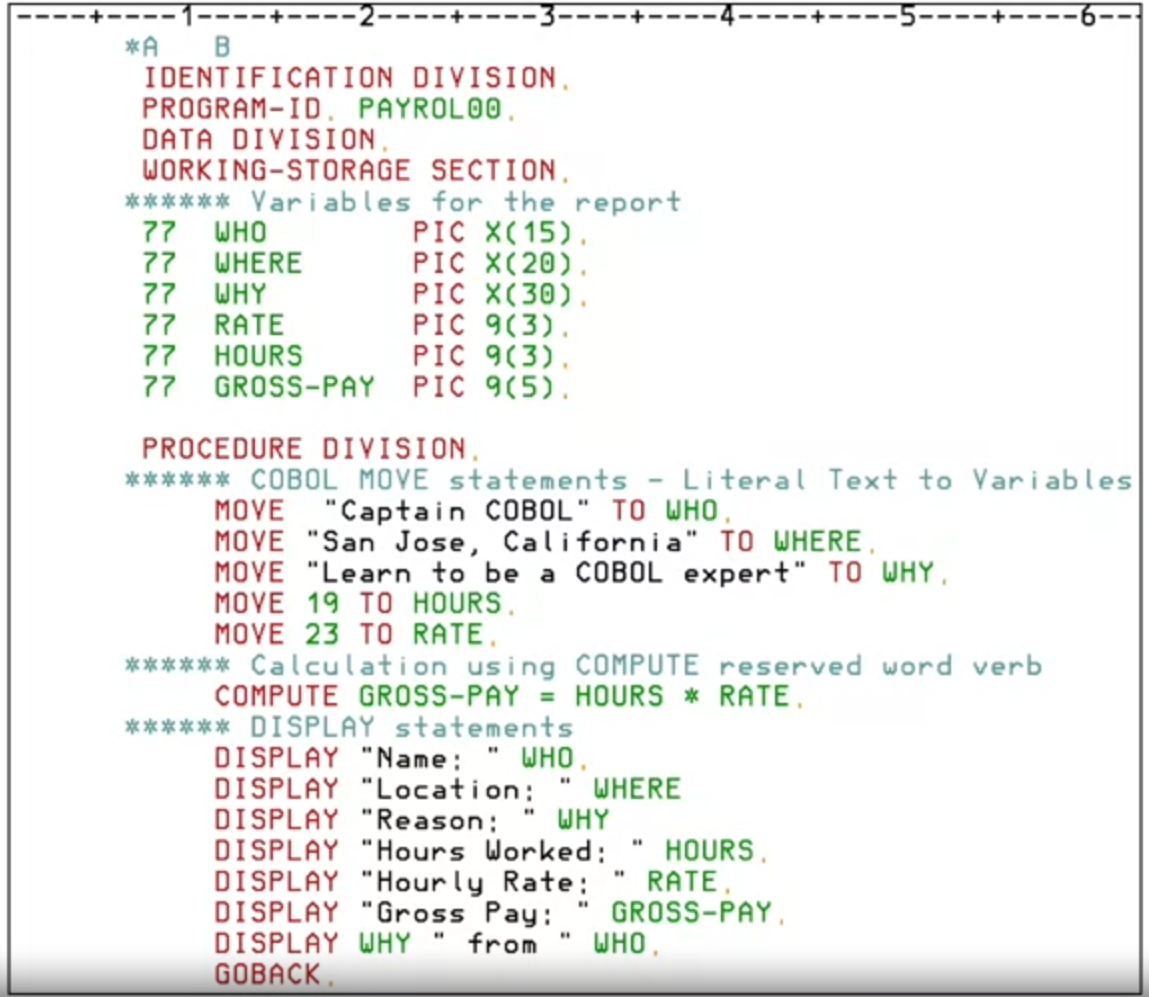 ----+----1----+----2----+----3----+----4----+----5----+----6---
*A   B
 IDENTIFICATION DIVISION.
 PROGRAM-ID. PAYROL00.
 DATA DIVISION.
 WORKING-STORAGE SECTION.
****** Variables for the report
 77  WHO        PIC X(15).
 77  WHERE      PIC X(20).
 77  WHY        PIC X(30).
 77  RATE       PIC 9(3).
 77  HOURS      PIC 9(3).
 77  GROSS-PAY  PIC 9(5).
 PROCEDURE DIVISION.
****** COBOL MOVE statements - Literal Text to Variables
     MOVE  "Captain COBOL" TO WHO.
     MOVE "San Jose, California" TO WHERE.
     MOVE "Learn to be a COBOL expert" TO WHY.
     MOVE 19 TO HOURS.
     MOVE 23 TO RATE.
****** Calculation using COMPUTE reserved word verb
     COMPUTE GROSS-PAY = HOURS * RATE.
****** DISPLAY statements
     DISPLAY "Name: " WHO.
     DISPLAY "Location: " WHERE
     DISPLAY "Reason: " WHY
     DISPLAY "Hours Worked: " HOURS.
     DISPLAY "Hourly Rate: " RATE.
     DISPLAY "Gross Pay: " GROSS-PAY.
     DISPLAY WHY " from " WHO.
     GOBACK.